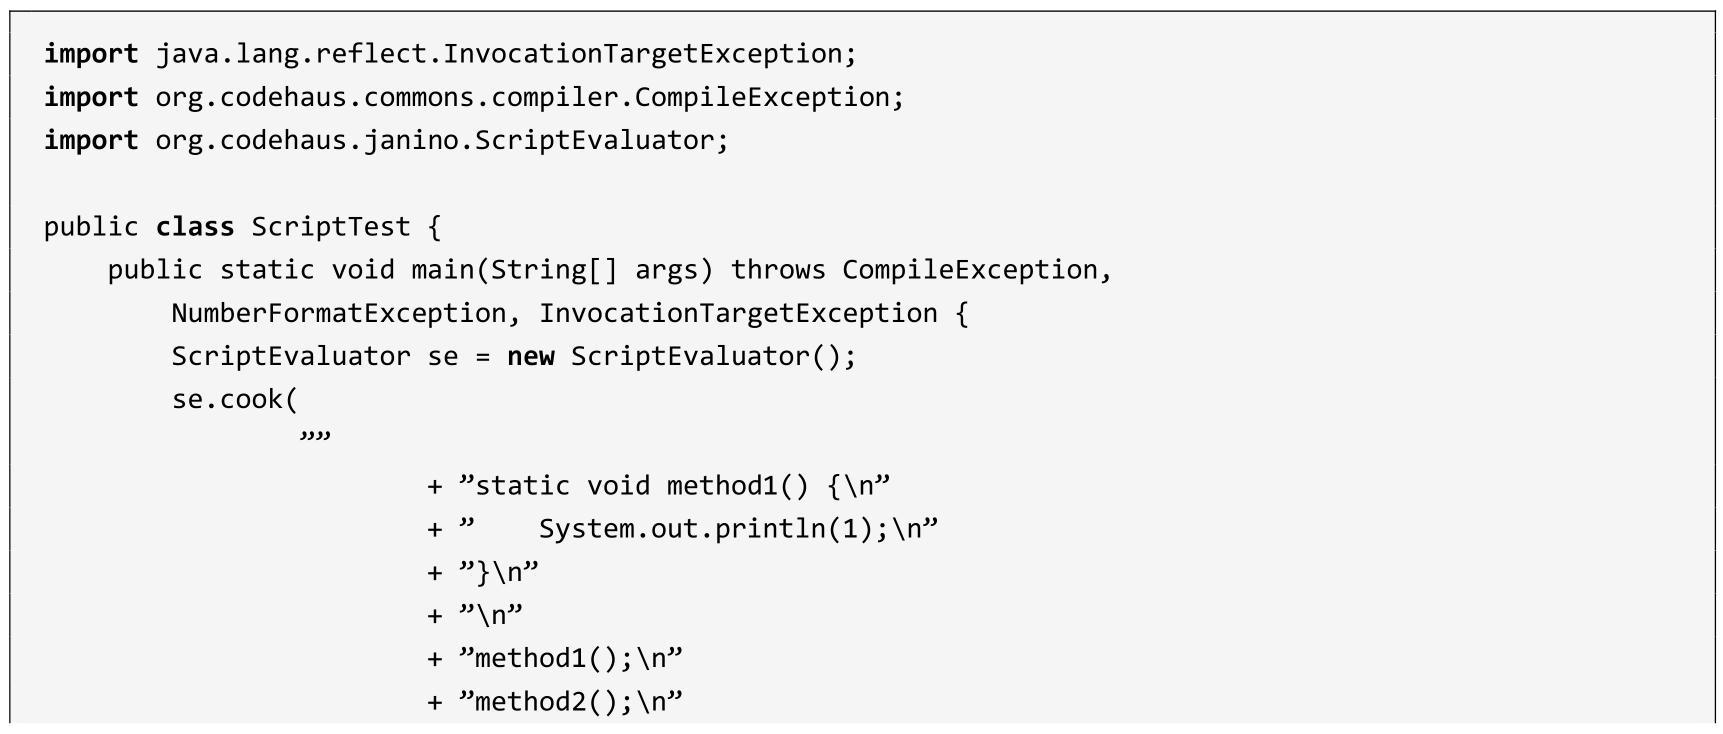 import java.lang.reflect.InvocationTargetException;
import org.codehaus.commons.compiler.CompileException;
import org.codehaus.janino.ScriptEvaluator;

public class ScriptTest {
    public static void main(String[] args) throws CompileException,
        NumberFormatException, InvocationTargetException {
        ScriptEvaluator se = new ScriptEvaluator();
        se.cook(
                ””
                        + ”static void method1() {\n”
                        + ”    System.out.println(1);\n”
                        + ”}\n”
                        + ”\n”
                        + ”method1();\n”
                        + ”method2();\n”